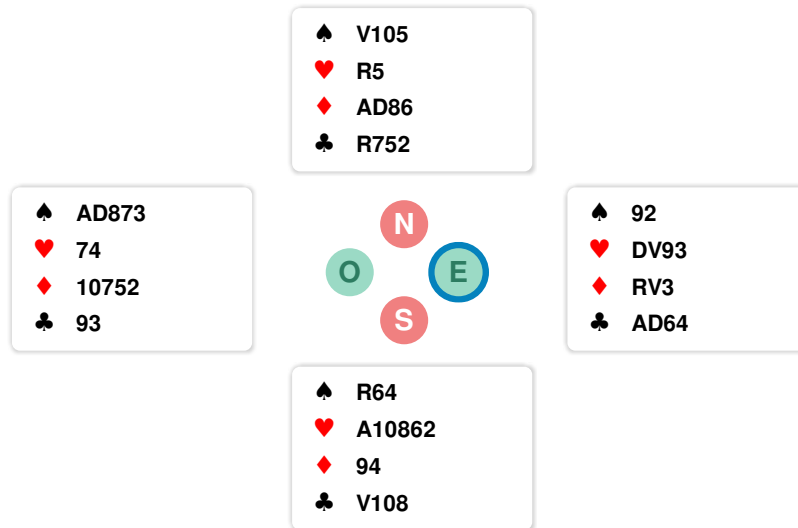 ♠ V105
♥ R5
♦ AD86
♣ R752
♠ AD873
♥ 74
♦ 10752
♣ 93
N
O E
S
♠ 92
♥ DV93
♦ RV3
♣ AD64
♠ R64
♥ A10862
♦ 94
♣ V108